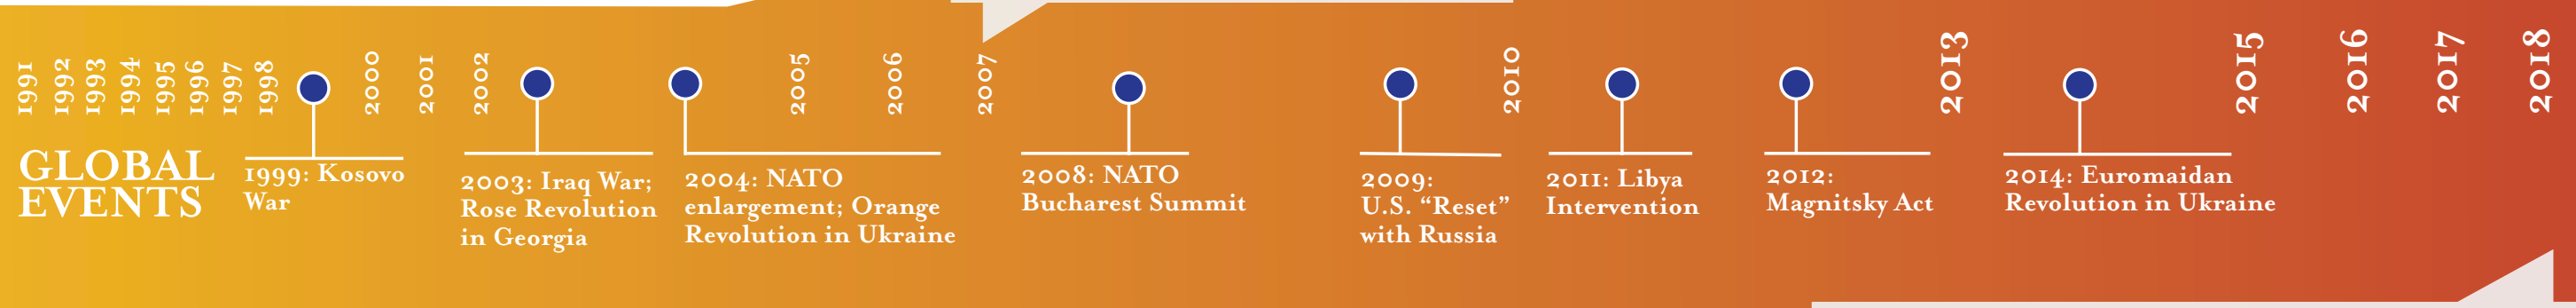 1991
1992
1993
1994
1995
1996
1997
1998
2000
2001
2002
2005
2006
2007
2010
2013
2015
2016
2017
2018
GLOBAL
EVENTS
1999: Kosovo
War
2003: Iraq War;
Rose Revolution
in Georgia
2004: NATO
enlargement; Orange
Revolution in Ukraine
2008: NATO
Bucharest Summit
2009:
U.S. “Reset”
with Russia
2011: Libya
Intervention
2012:
Magnitsky Act
2014: Euromaidan
Revolution in Ukraine